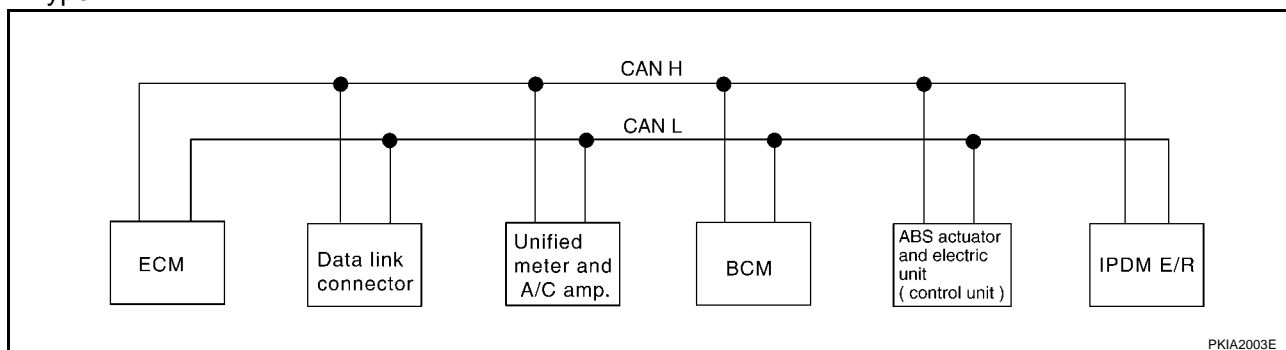 CAN H
CAN L
ECM
Data link
connector
Unified
meter and
A/C amp.
BCM
ABS actuator
and electric
unit
( control unit )
IPDM E/R
PKIA2003E